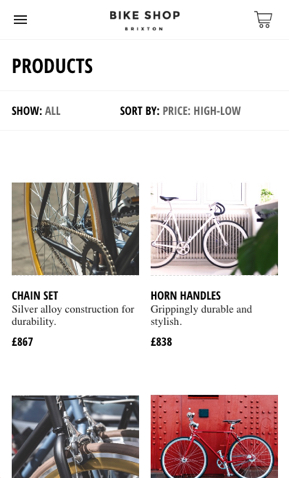 BIKE SHOP
BRIXTON
PRODUCTS
SHOW: ALL
SORT BY: PRICE: HIGH-LOW
CHAIN SET
Silver alloy construction for
durability.
£867
HORN HANDLES
Grippingly durable and
stylish.
£838